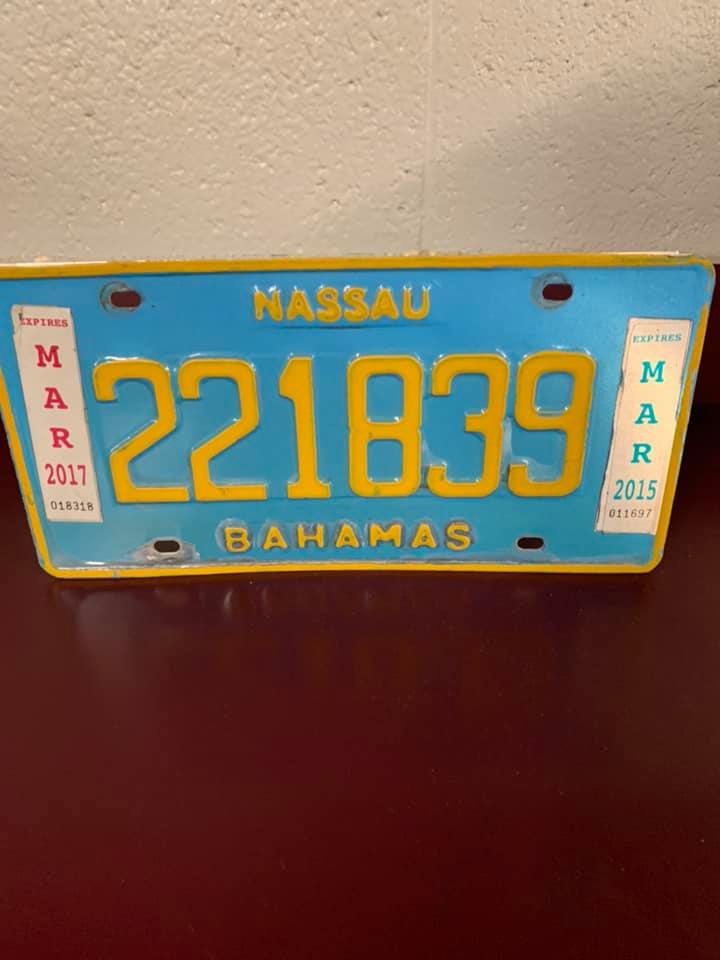 NASSAU
EXPIRES
MAR
2017
018318
221839
EXPIRES
MAR
2015
011697
BAHAMAS